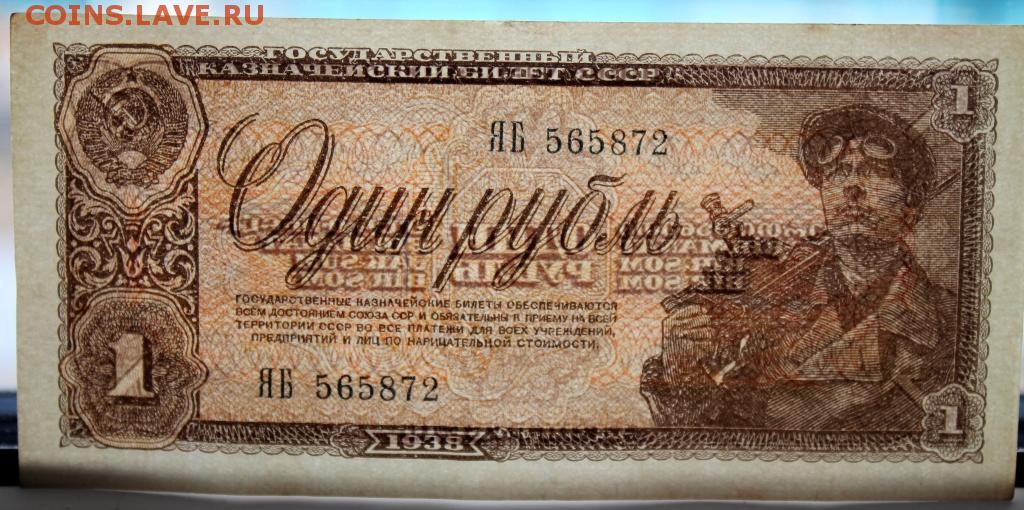 COINS.LAVE.RU
ГОСУДАРСТВЕННЫЙ
КАЗНАЧЕЙСКИЙ БИЛЕТ СССР
1
ЯБ 565872
Один рубль
ГОСУДАРСТВЕННЫЕ КАЗНАЧЕЙСКИЕ БИЛЕТЫ ОБЕСПЕЧИВАЮТСЯ
ВСЕМ ДОСТОЯНИЕМ СОЮЗА ССР И ОБЯЗАТЕЛЬНЫ К ПРИЕМУ НА ВСЕЙ
ТЕРРИТОРИИ СССР ВО ВСЕ ПЛАТЕЖИ ДЛЯ ВСЕХ УЧРЕЖДЕНИЙ,
ПРЕДПРИЯТИЙ И ЛИЦ ПО НАРИЦАТЕЛЬНОЙ СТОИМОСТИ.
1
ЯБ 565872
1
1938